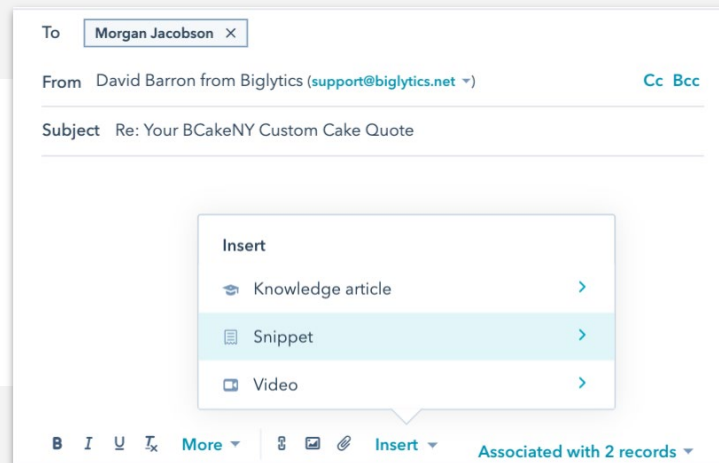 To Morgan Jacobson ×
From David Barron from Biglytics (support@biglytics.net) Cc Bcc
Subject Re: Your BCakeNY Custom Cake Quote
Insert
Knowledge article
Snippet
Video
B I U Tx More Insert Associated with 2 records